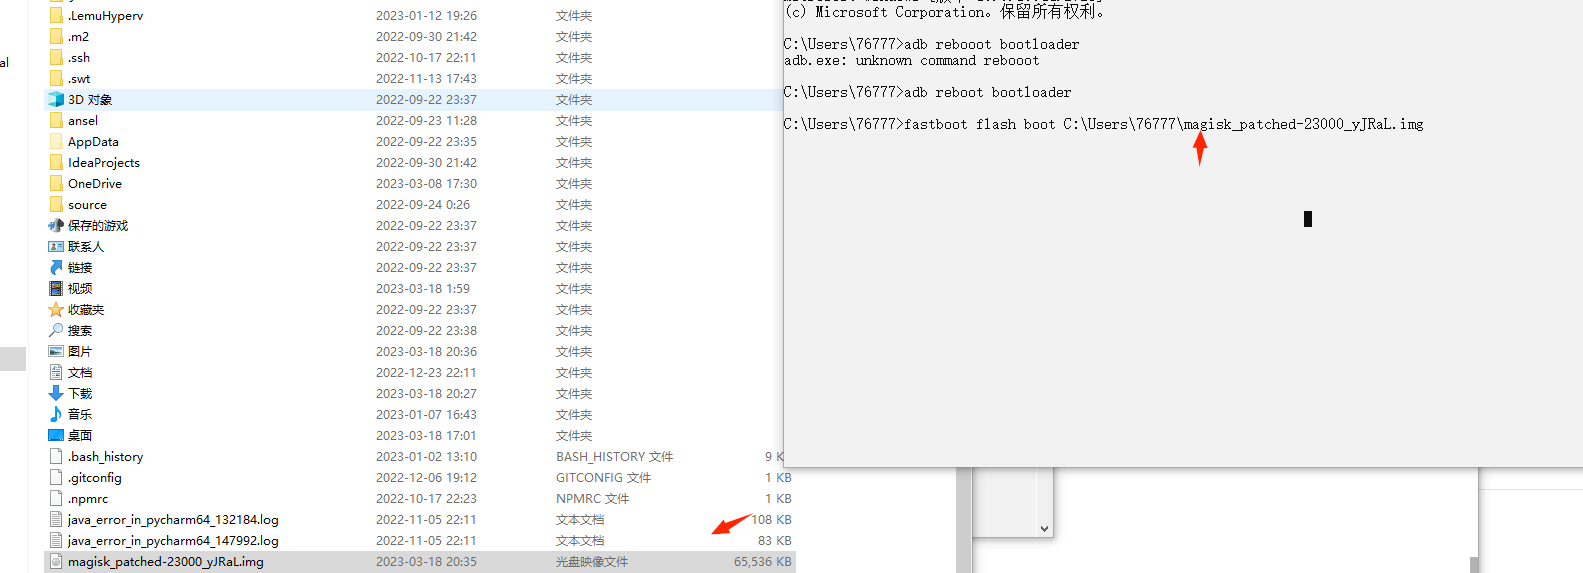 al
.LemuHyperv 2023-01-12 19:26 文件夹
.m2 2022-09-30 21:42 文件夹
.ssh 2022-10-17 22:11 文件夹
.swt 2022-11-13 17:43 文件夹
3D 对象 2022-09-22 23:37 文件夹
ansel 2022-09-23 11:28 文件夹
AppData 2022-09-22 23:35 文件夹
IdeaProjects 2022-09-30 21:42 文件夹
OneDrive 2023-03-08 17:30 文件夹
source 2022-09-24 0:26 文件夹
保存的游戏 2022-09-22 23:37 文件夹
联系人 2022-09-22 23:37 文件夹
链接 2022-09-22 23:37 文件夹
视频 2023-03-18 1:59 文件夹
收藏夹 2022-09-22 23:37 文件夹
搜索 2022-09-22 23:38 文件夹
图片 2023-03-18 20:36 文件夹
文档 2022-12-23 22:11 文件夹
下载 2023-03-18 20:27 文件夹
音乐 2023-01-07 16:43 文件夹
桌面 2023-03-18 17:01 文件夹
.bash_history 2023-01-02 13:10 BASH_HISTORY 文件 9 K
.gitconfig 2022-12-06 19:12 GITCONFIG 文件 1 KB
.npmrc 2022-10-17 22:23 NPMRC 文件 1 KB
java_error_in_pycharm64_132184.log 2022-11-05 22:11 文本文档 108 KB
java_error_in_pycharm64_147992.log 2022-11-05 22:11 文本文档 83 KB
magisk_patched-23000_yJRaL.img 2023-03-18 20:35 光盘映像文件 65,536 KB
(c) Microsoft Corporation。保留所有权利。
C:\Users\76777>adb rebooot bootloader
adb.exe: unknown command rebooot
C:\Users\76777>adb reboot bootloader
C:\Users\76777>fastboot flash boot C:\Users\76777\magisk_patched-23000_yJRaL.img